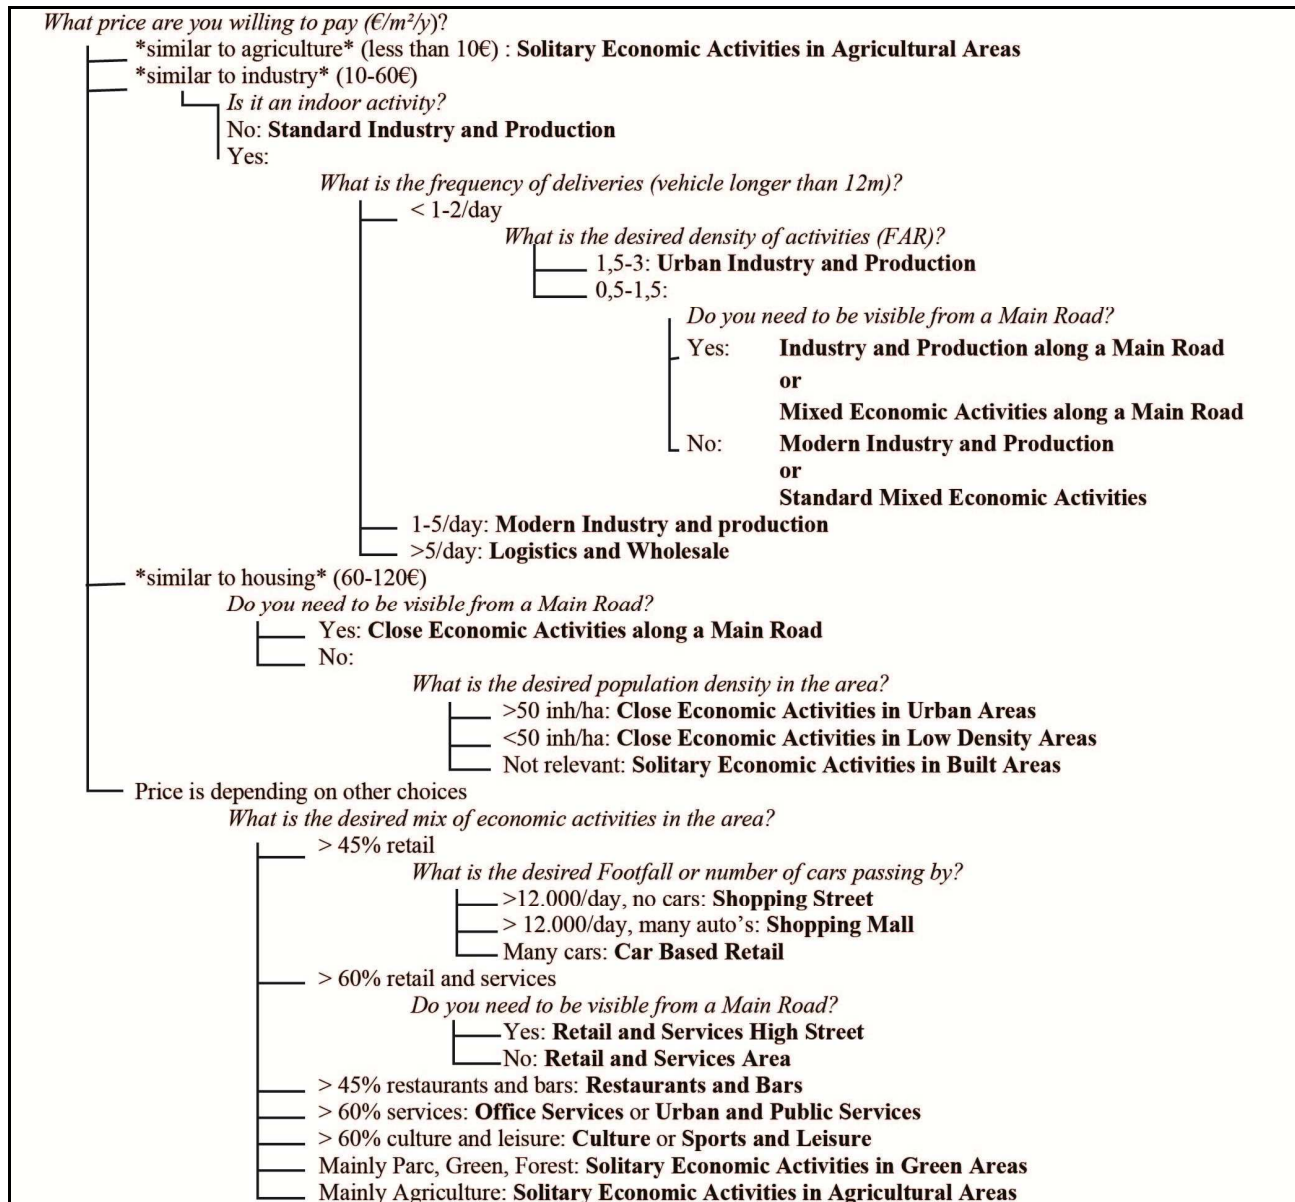 What price are you willing to pay (€/m²/y)?
*similar to agriculture* (less than 10€) : Solitary Economic Activities in Agricultural Areas
*similar to industry* (10-60€)
Is it an indoor activity?
No: Standard Industry and Production
Yes:
What is the frequency of deliveries (vehicle longer than 12m)?
< 1-2/day
What is the desired density of activities (FAR)?
1,5-3: Urban Industry and Production
0,5-1,5:
Do you need to be visible from a Main Road?
Yes: Industry and Production along a Main Road
or
Mixed Economic Activities along a Main Road
No: Modern Industry and Production
or
Standard Mixed Economic Activities
1-5/day: Modern Industry and production
>5/day: Logistics and Wholesale
*similar to housing* (60-120€)
Do you need to be visible from a Main Road?
Yes: Close Economic Activities along a Main Road
No:
What is the desired population density in the area?
>50 inh/ha: Close Economic Activities in Urban Areas
<50 inh/ha: Close Economic Activities in Low Density Areas
Not relevant: Solitary Economic Activities in Built Areas
Price is depending on other choices
What is the desired mix of economic activities in the area?
> 45% retail
What is the desired Footfall or number of cars passing by?
>12.000/day, no cars: Shopping Street
> 12.000/day, many auto’s: Shopping Mall
Many cars: Car Based Retail
> 60% retail and services
Do you need to be visible from a Main Road?
Yes: Retail and Services High Street
No: Retail and Services Area
> 45% restaurants and bars: Restaurants and Bars
> 60% services: Office Services or Urban and Public Services
> 60% culture and leisure: Culture or Sports and Leisure
Mainly Parc, Green, Forest: Solitary Economic Activities in Green Areas
Mainly Agriculture: Solitary Economic Activities in Agricultural Areas